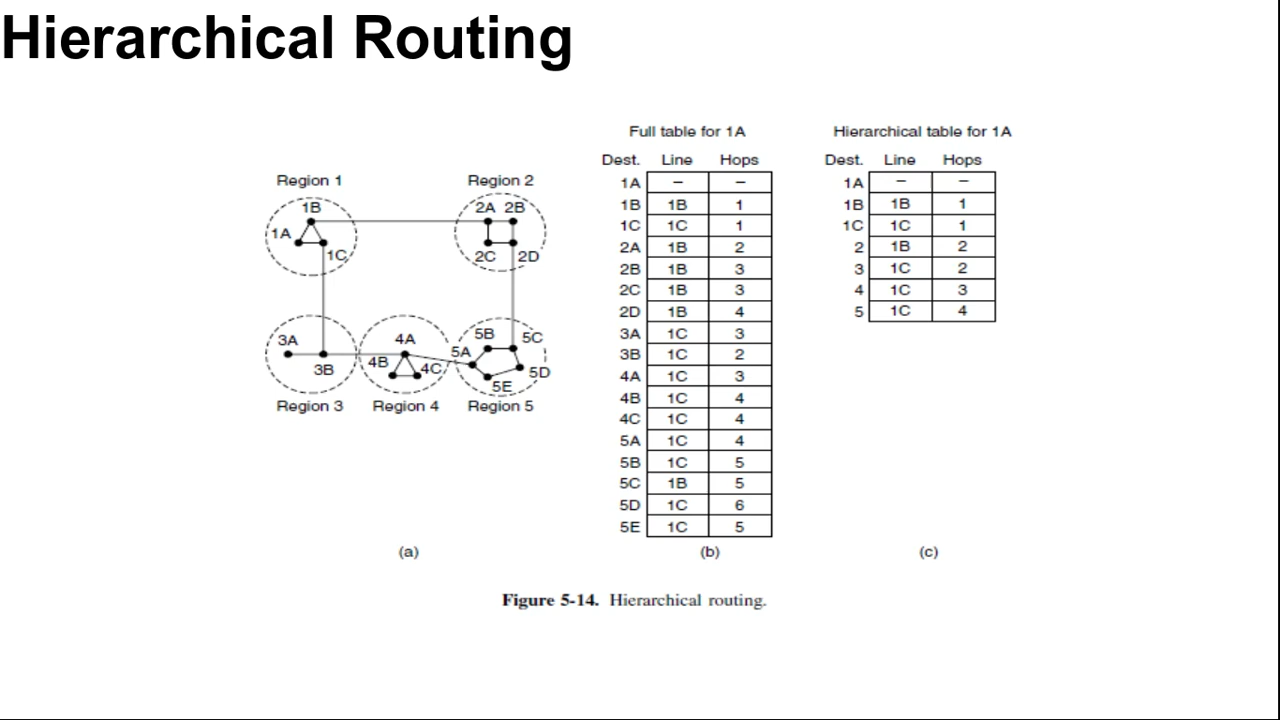 Hierarchical Routing
Region 1
Region 2
1B
2A 2B
1A
1C
2C
2D
3A
3B
4A
4B
4C
5A
5B
5C
5D
5E
Region 3
Region 4
Region 5
(a)
Full table for 1A
Dest. Line Hops
1A – –
1B 1B 1
1C 1C 1
2A 1B 2
2B 1B 3
2C 1B 3
2D 1B 4
3A 1C 3
3B 1C 2
4A 1C 3
4B 1C 4
4C 1C 4
5A 1C 4
5B 1C 5
5C 1B 5
5D 1C 6
5E 1C 5
(b)
Hierarchical table for 1A
Dest. Line Hops
1A – –
1B 1B 1
1C 1C 1
2 1B 2
3 1C 2
4 1C 3
5 1C 4
(c)
Figure 5-14. Hierarchical routing.